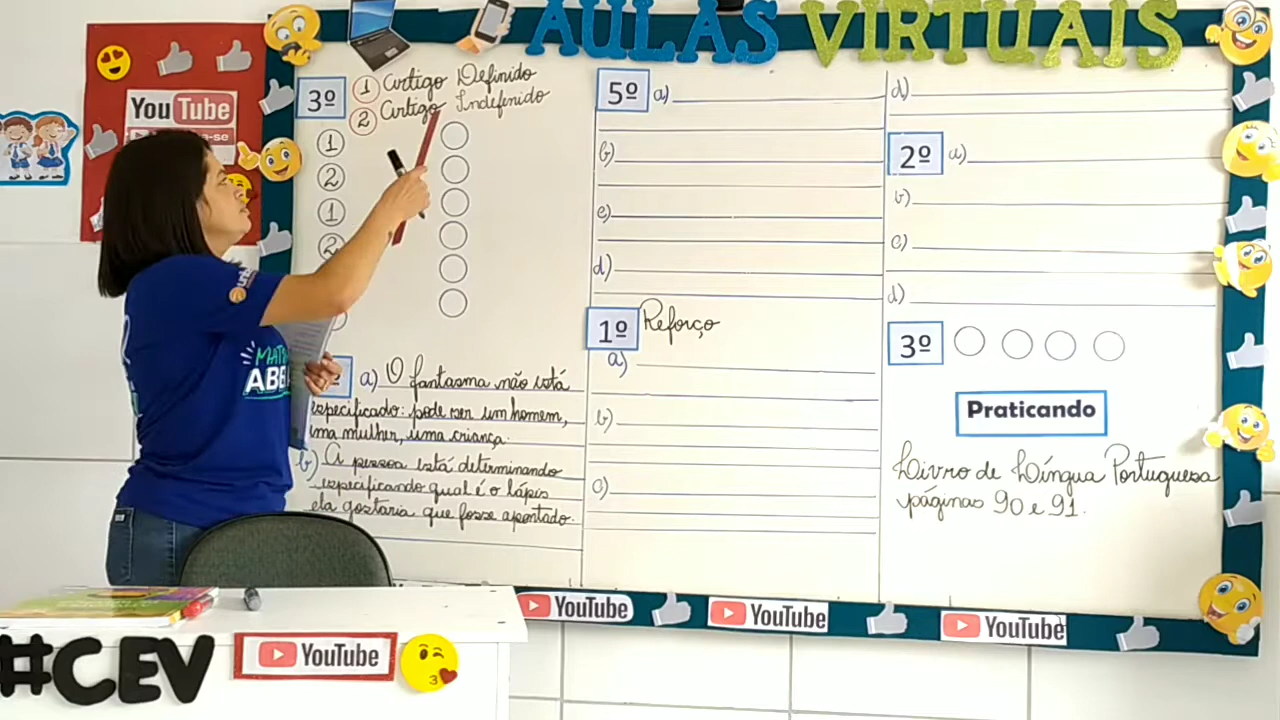 AULAS VIRTUAIS
YouTube
3º
1 Artigo Definido
2 Artigo Indefinido
1
2
1
2
a) O fantasma não está
especificado: pode ser um homem,
uma mulher, uma criança.
b) A pessoa está determinando
especificando qual é o lápis
ela gostaria que fosse apontado.
5º a)
b)
c)
d)
1º Reforço
a)
b)
c)
d)
2º a)
b)
c)
d)
3º
Praticando
Livro de Língua Portuguesa
páginas 90 e 91.
YouTube
YouTube
YouTube
#CEV
YouTube